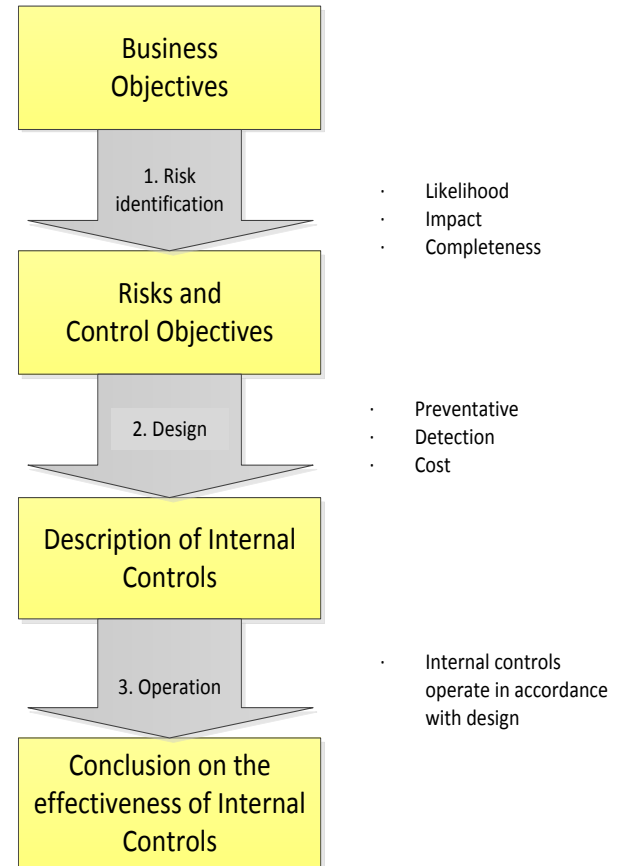 Business
Objectives
1. Risk
identification
· Likelihood
· Impact
· Completeness
Risks and
Control Objectives
2. Design
· Preventative
· Detection
· Cost
Description of Internal
Controls
3. Operation
· Internal controls
operate in accordance
with design
Conclusion on the
effectiveness of Internal
Controls